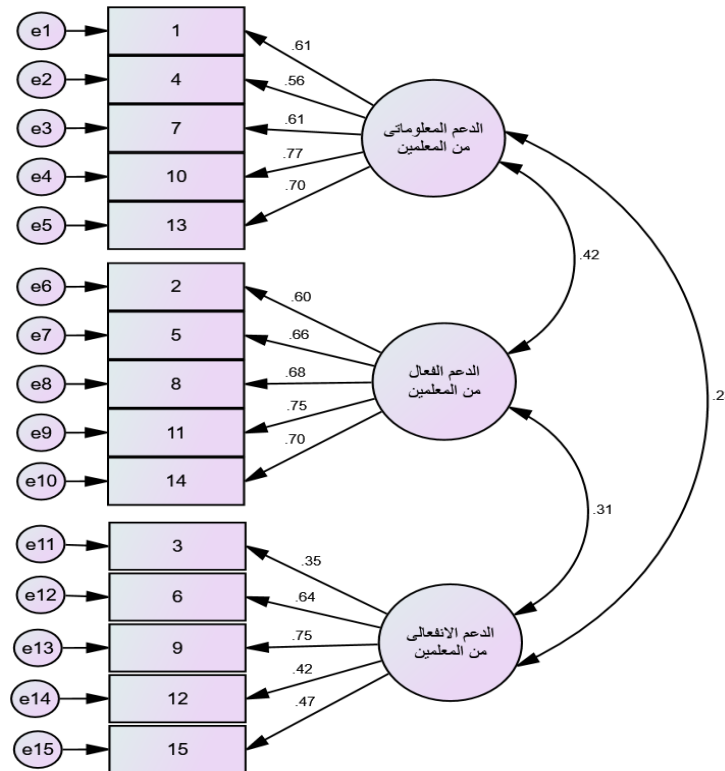 e1
1
.61
e2
4
.56
e3
7
.61
e4
10
.77
e5
13
.70
الدعم المعلوماتى
من المعلمين
.42
e6
2
.60
e7
5
.66
e8
8
.68
e9
11
.75
e10
14
.70
الدعم الفعال
من المعلمين
.2
.31
e11
3
.35
e12
6
.64
e13
9
.75
e14
12
.42
e15
15
.47
الدعم الانفعالى
من المعلمين